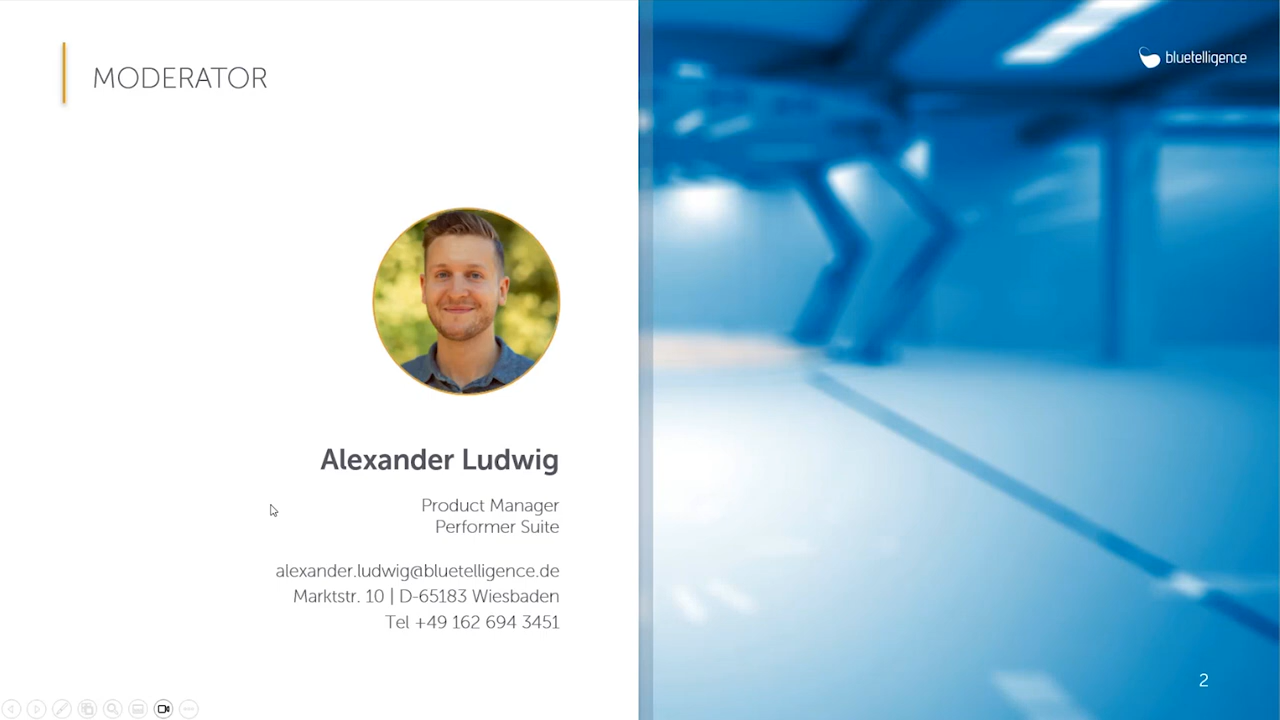 MODERATOR
bluetelligence
Alexander Ludwig
Product Manager
Performer Suite
alexander.ludwig@bluetelligence.de
Marktstr. 10 | D-65183 Wiesbaden
Tel +49 162 694 3451
2